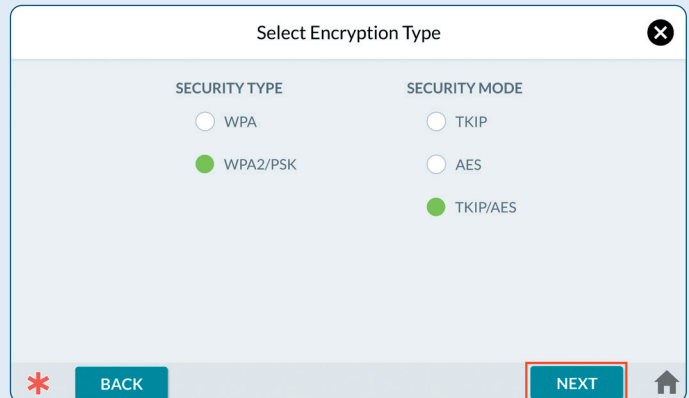 Select Encryption Type
SECURITY TYPE
SECURITY MODE
WPA
TKIP
WPA2/PSK
AES
TKIP/AES
BACK
NEXT